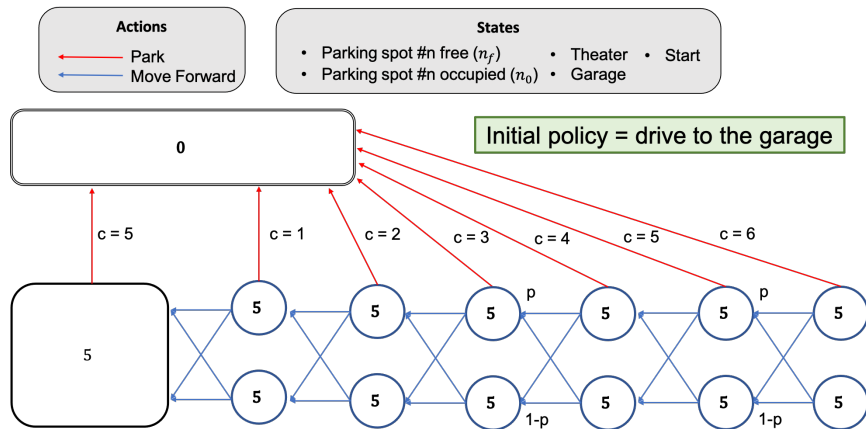 Actions
Park
Move Forward
States
• Parking spot #n free (n_f)
• Parking spot #n occupied (n_0)
• Theater
• Garage
• Start
0
Initial policy = drive to the garage
c = 5
c = 1
c = 2
c = 3
c = 4
c = 5
c = 6
p
p
5
5
5
5
5
5
5
5
5
5
5
5
5
1-p
1-p